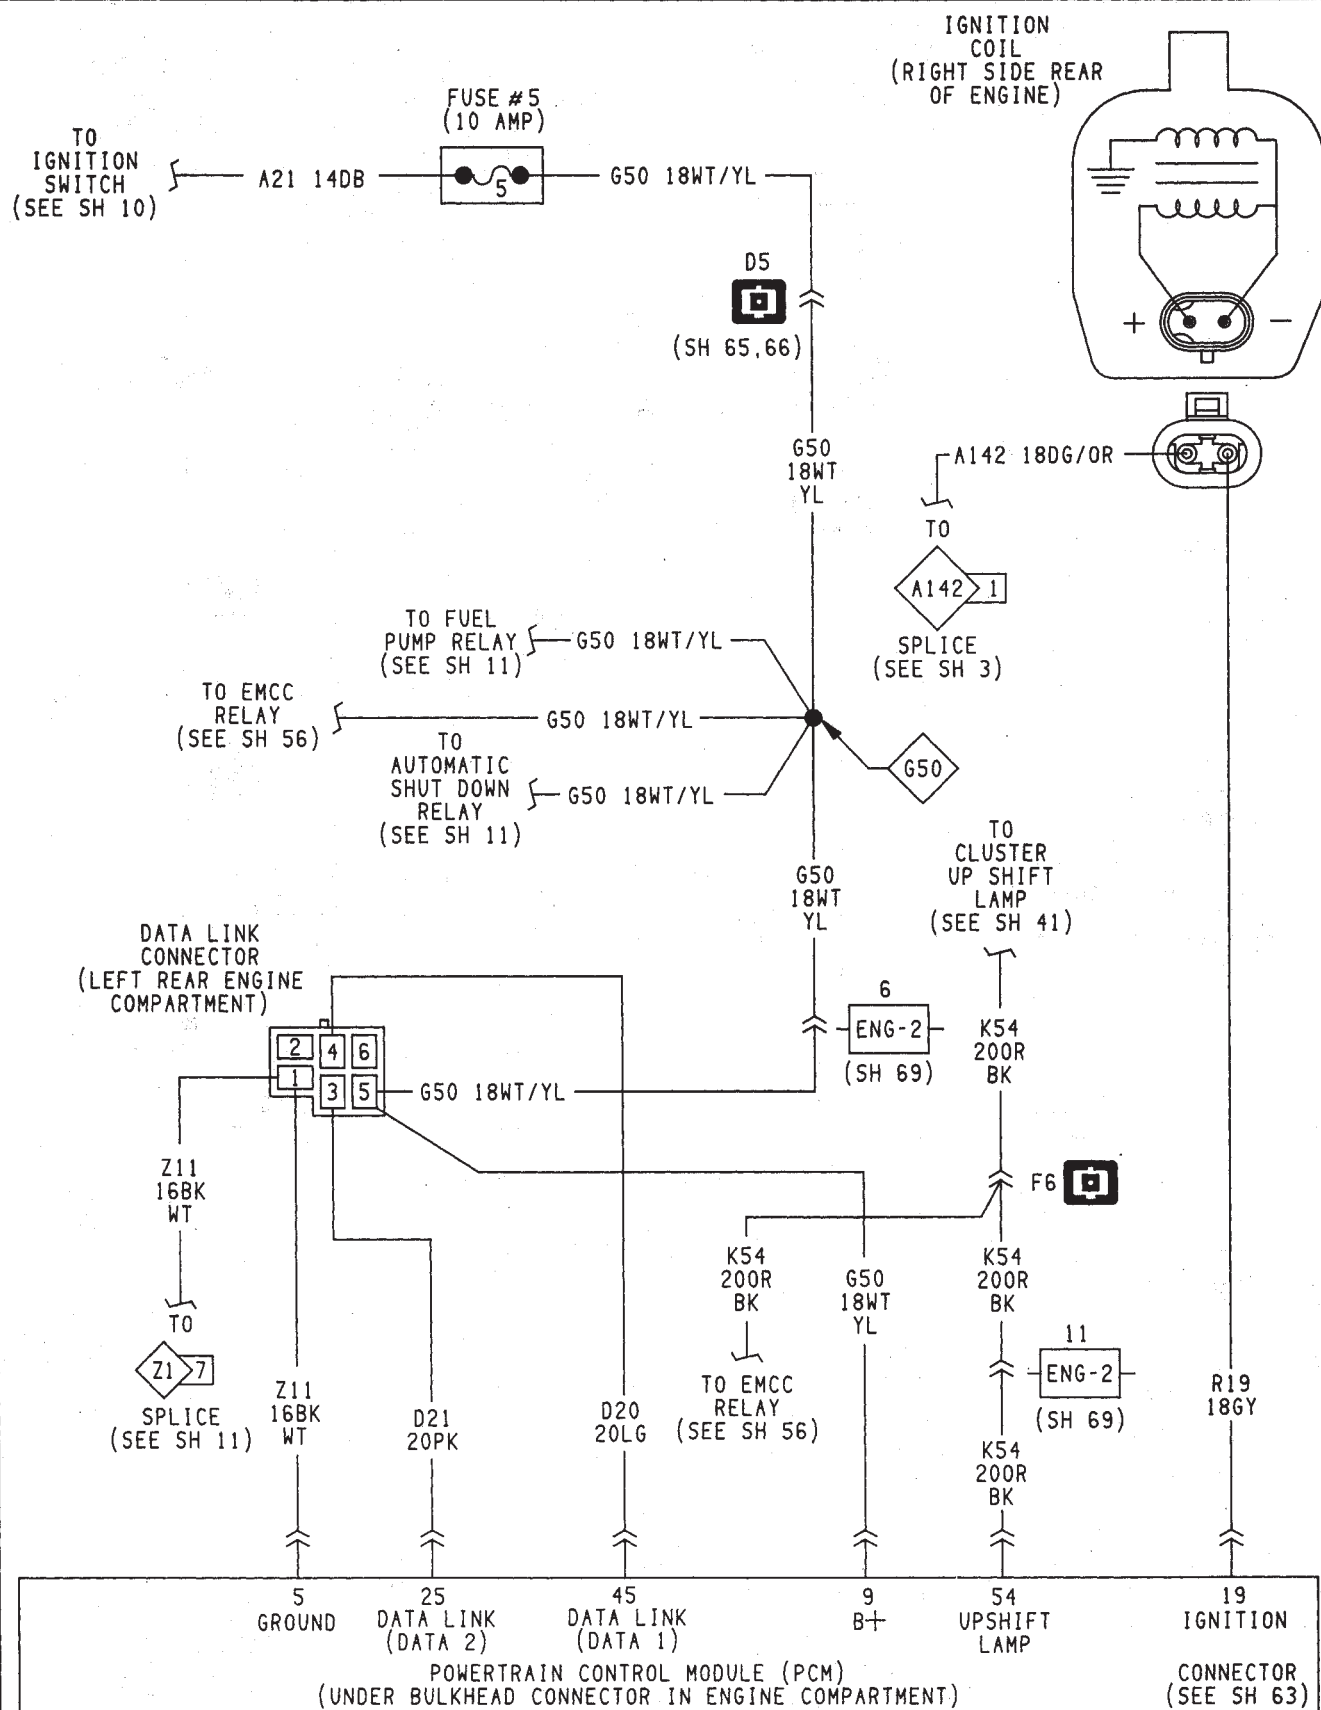 IGNITION
COIL
(RIGHT SIDE REAR
OF ENGINE)
FUSE #5
(10 AMP)
TO
IGNITION
SWITCH
(SEE SH 10)
A21 14DB
5
G50 18WT/YL
D5
(SH 65,66)
+
−
G50
18WT
YL
A142 18DG/OR
TO
A142
1
SPLICE
(SEE SH 3)
TO FUEL
PUMP RELAY
(SEE SH 11)
G50 18WT/YL
TO EMCC
RELAY
(SEE SH 56)
G50 18WT/YL
TO
AUTOMATIC
SHUT DOWN
RELAY
(SEE SH 11)
G50 18WT/YL
G50
G50
18WT
YL
TO
CLUSTER
UP SHIFT
LAMP
(SEE SH 41)
DATA LINK
CONNECTOR
(LEFT REAR ENGINE
COMPARTMENT)
6
ENG-2
(SH 69)
K54
20OR
BK
2
4
6
1
3
5
G50 18WT/YL
Z11
16BK
WT
F6
K54
20OR
BK
G50
18WT
YL
K54
20OR
BK
TO
Z1
7
SPLICE
(SEE SH 11)
Z11
16BK
WT
D21
20PK
D20
20LG
TO EMCC
RELAY
(SEE SH 56)
11
ENG-2
(SH 69)
R19
18GY
K54
20OR
BK
5
GROUND
25
DATA LINK
(DATA 2)
45
DATA LINK
(DATA 1)
9
B+
54
UPSHIFT
LAMP
19
IGNITION
POWERTRAIN CONTROL MODULE (PCM)
(UNDER BULKHEAD CONNECTOR IN ENGINE COMPARTMENT)
CONNECTOR
(SEE SH 63)